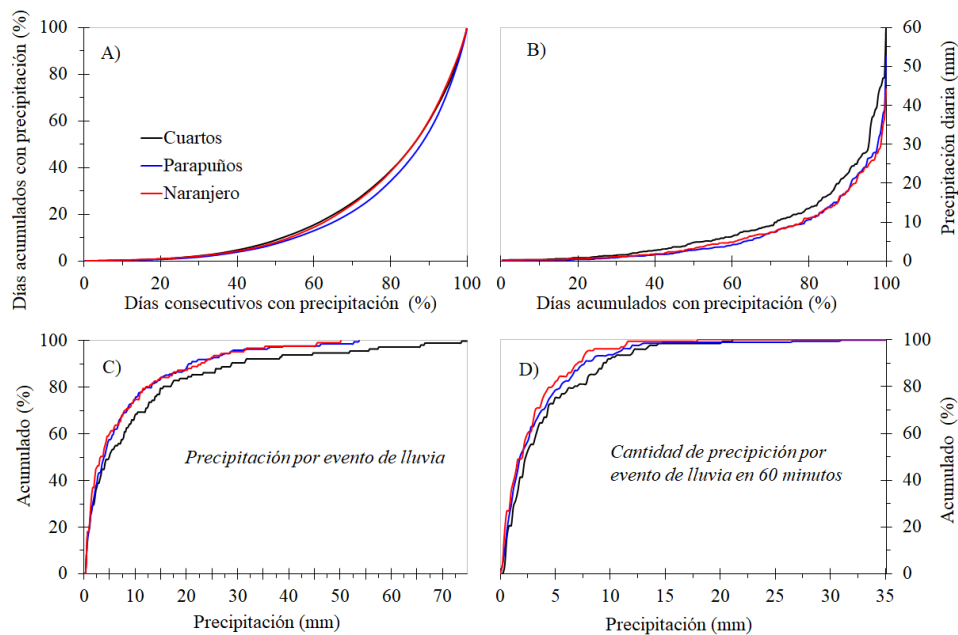 Días acumulados con precipitación (%)
100
80
60
40
20
0
A)
Cuartos
Parapuños
Naranjero
0 20 40 60 80 100
Días consecutivos con precipitación (%)
B)
60
50
40
30
20
10
0
Precipitación diaria (mm)
0 20 40 60 80 100
Días acumulados con precipitación (%)
Acumulado (%)
100
80
60
40
20
0
C)
Precipitación por evento de lluvia
0 10 20 30 40 50 60 70
Precipitación (mm)
D)
Cantidad de precipición por
evento de lluvia en 60 minutos
100
80
60
40
20
0
Acumulado (%)
0 5 10 15 20 25 30 35
Precipitación (mm)